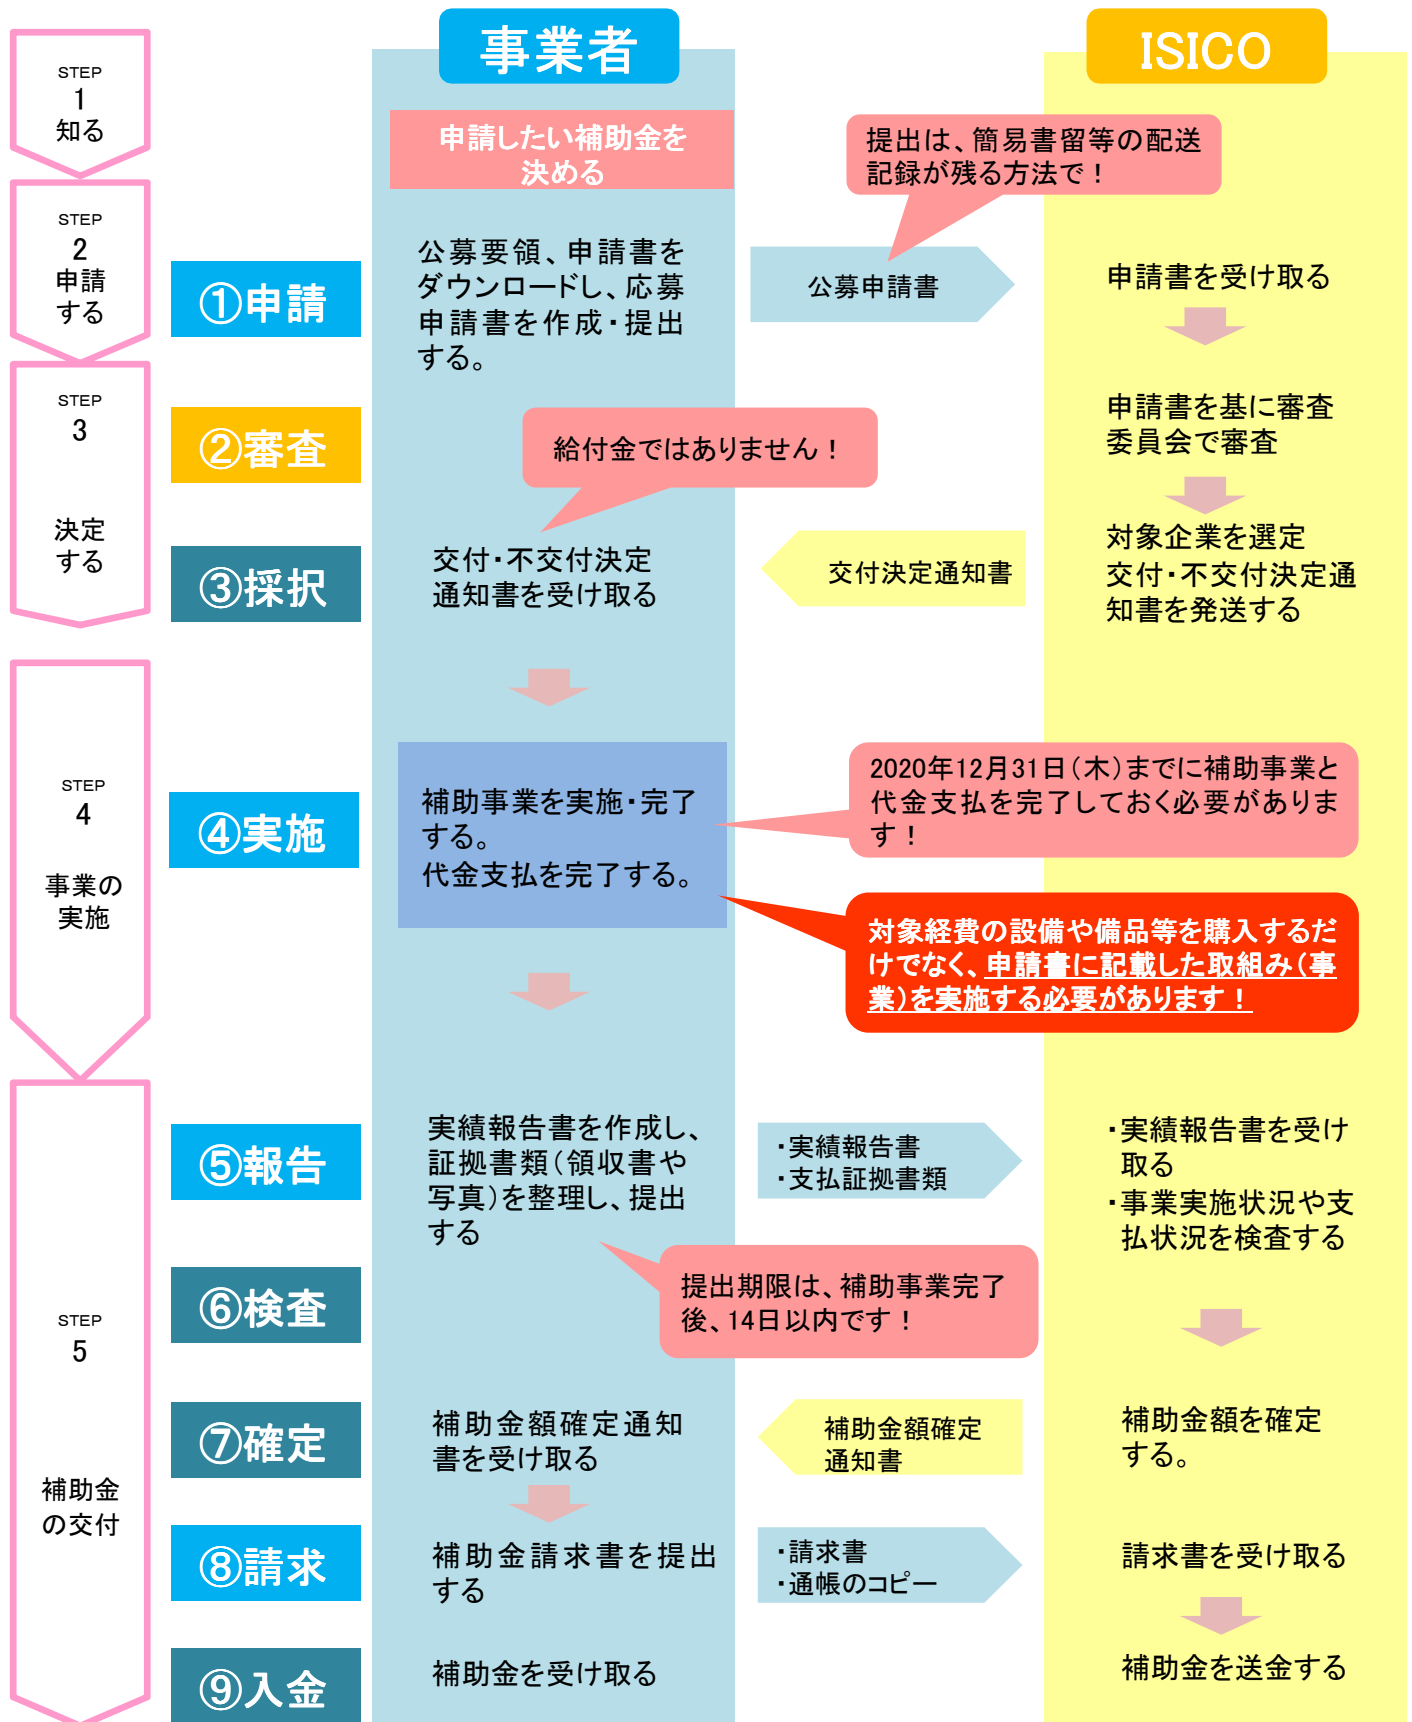 事業者
ISICO
STEP
1
知る
申請したい補助金を
決める
提出は、簡易書留等の配送
記録が残る方法で！
STEP
2
申請
する
①申請
公募要領、申請書を
ダウンロードし、応募
申請書を作成・提出
する。
公募申請書
申請書を受け取る
STEP
3
決定
する
②審査
給付金ではありません！
申請書を基に審査
委員会で審査
③採択
交付・不交付決定
通知書を受け取る
交付決定通知書
対象企業を選定
交付・不交付決定通
知書を発送する
STEP
4
事業の
実施
④実施
補助事業を実施・完了
する。
代金支払を完了する。
2020年12月31日（木）までに補助事業と
代金支払を完了しておく必要がありま
す！
対象経費の設備や備品等を購入するだ
けでなく、申請書に記載した取組み（事
業）を実施する必要があります！
STEP
5
補助金
の交付
⑤報告
実績報告書を作成し、
証拠書類（領収書や
写真）を整理し、提出
する
・実績報告書
・支払証拠書類
・実績報告書を受け
取る
・事業実施状況や支
払状況を検査する
⑥検査
提出期限は、補助事業完了
後、14日以内です！
⑦確定
補助金額確定通知
書を受け取る
補助金額確定
通知書
補助金額を確定
する。
⑧請求
補助金請求書を提出
する
・請求書
・通帳のコピー
請求書を受け取る
⑨入金
補助金を受け取る
補助金を送金する